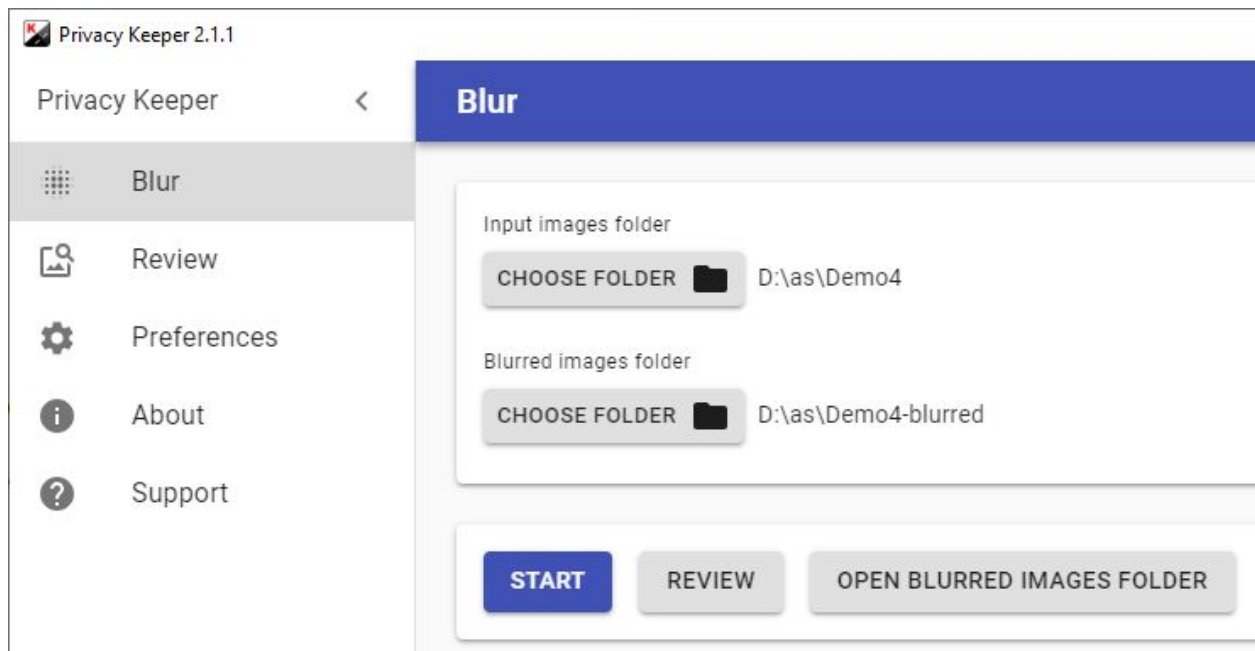 Privacy Keeper 2.1.1
Privacy Keeper
Blur
Review
Preferences
About
Support
Blur
Input images folder
CHOOSE FOLDER D:\as\Demo4
Blurred images folder
CHOOSE FOLDER D:\as\Demo4-blurred
START REVIEW OPEN BLURRED IMAGES FOLDER